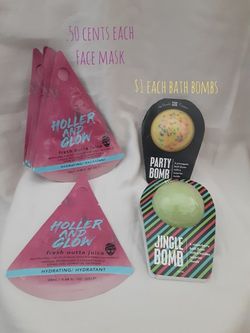 50 cents each
Face mask
$1 each bath bombs
HOLLER
AND
GLOW
fresh outta juice
HYDRATING/
HOLLER
AND
GLOW
fresh outta juice
HYDRATING/ HYDRATANT
PARTY
BOMB
JINGLE
BOMB